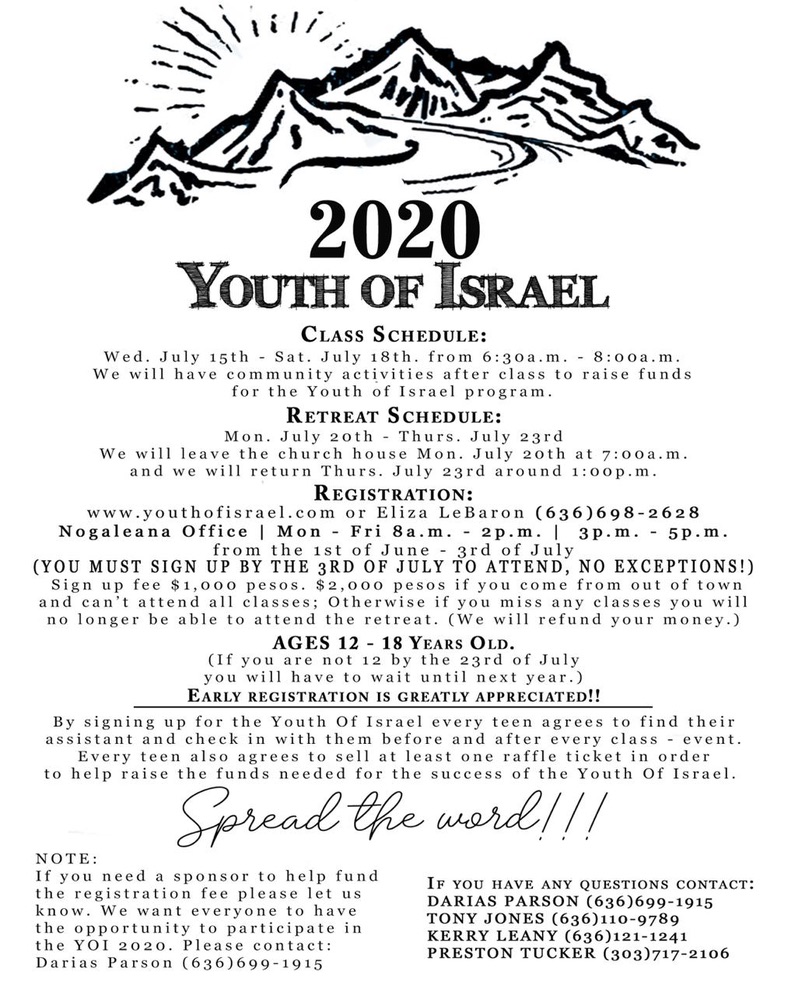 2020
YOUTH OF ISRAEL
CLASS SCHEDULE:
Wed. July 15th - Sat. July 18th. from 6:30a.m. - 8:00a.m.
We will have community activities after class to raise funds
for the Youth of Israel program.
RETREAT SCHEDULE:
Mon. July 20th - Thurs. July 23rd
We will leave the church house Mon. July 20th at 7:00a.m.
and we will return Thurs. July 23rd around 1:00p.m.
REGISTRATION:
www.youthofisrael.com or Eliza LeBaron (636)698-2628
Nogaleana Office | Mon - Fri 8a.m. - 2p.m. | 3p.m. - 5p.m.
from the 1st of June - 3rd of July
(YOU MUST SIGN UP BY THE 3RD OF JULY TO ATTEND, NO EXCEPTIONS!)
Sign up fee $1,000 pesos. $2,000 pesos if you come from out of town
and can't attend all classes; Otherwise if you miss any classes you will
no longer be able to attend the retreat. (We will refund your money.)
AGES 12 - 18 YEARS OLD.
(If you are not 12 by the 23rd of July
you will have to wait until next year.)
EARLY REGISTRATION IS GREATLY APPRECIATED!!
By signing up for the Youth Of Israel every teen agrees to find their
assistant and check in with them before and after every class - event.
Every teen also agrees to sell at least one raffle ticket in order
to help raise the funds needed for the success of the Youth Of Israel.
Spread the word!!!
NOTE:
If you need a sponsor to help fund
the registration fee please let us
know. We want everyone to have
the opportunity to participate in
the YOI 2020. Please contact:
Darias Parson (636)699-1915
IF YOU HAVE ANY QUESTIONS CONTACT:
DARIAS PARSON (636)699-1915
TONY JONES (636)110-9789
KERRY LEANY (636)121-1241
PRESTON TUCKER (303)717-2106